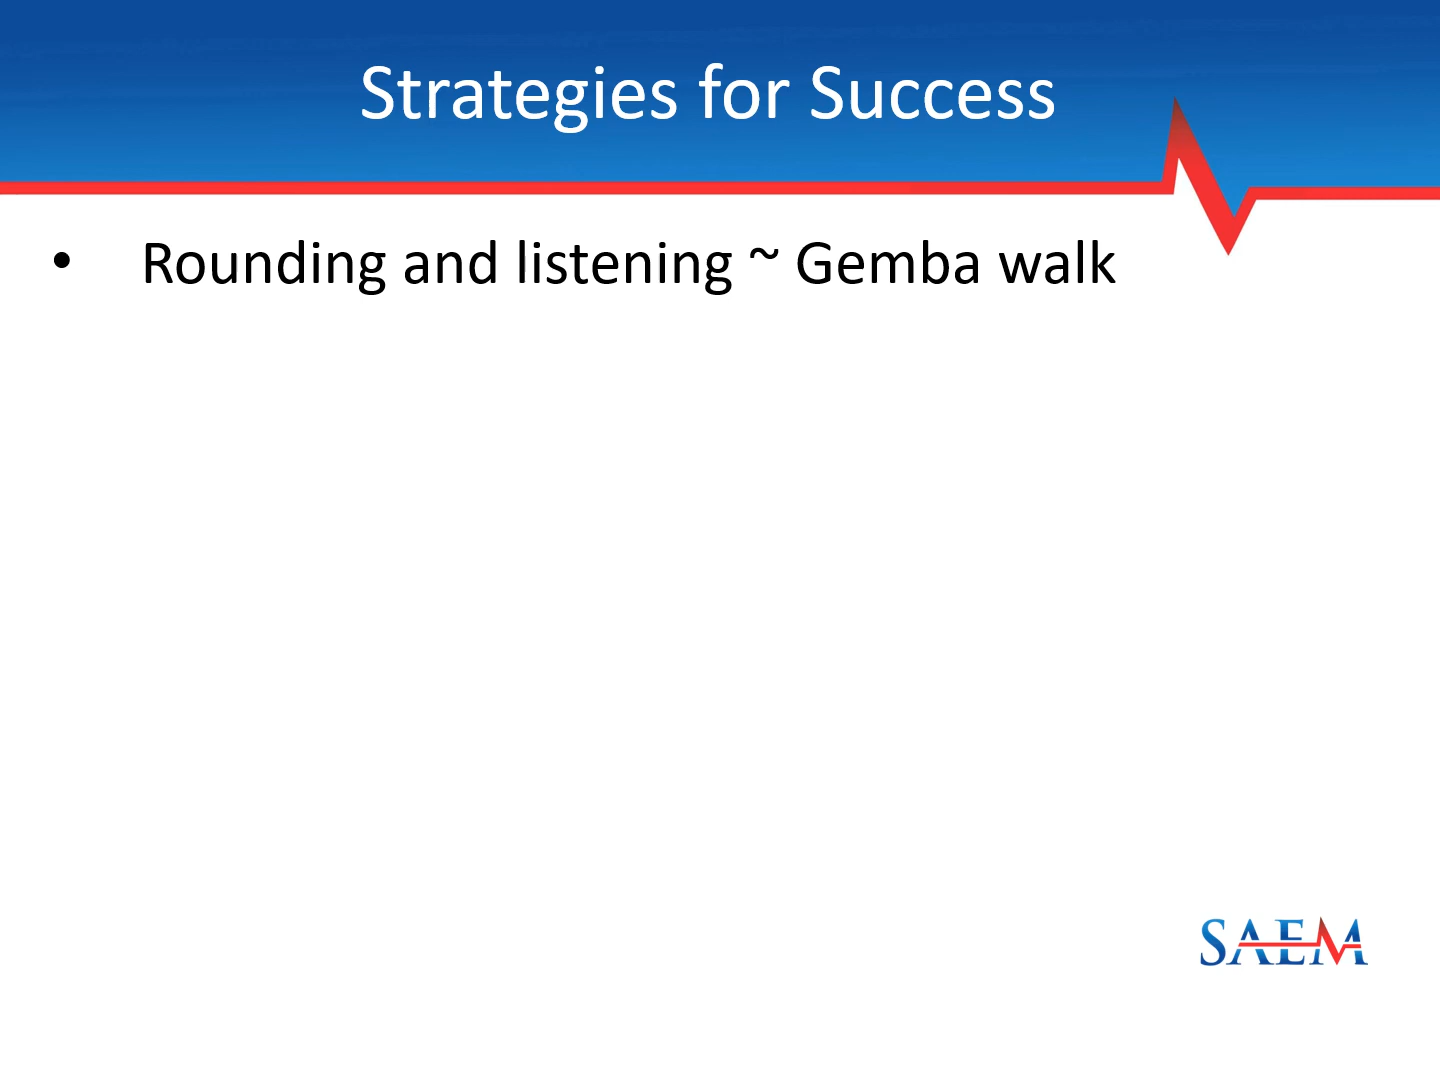 Strategies for Success
• Rounding and listening ~ Gemba walk
SAEM